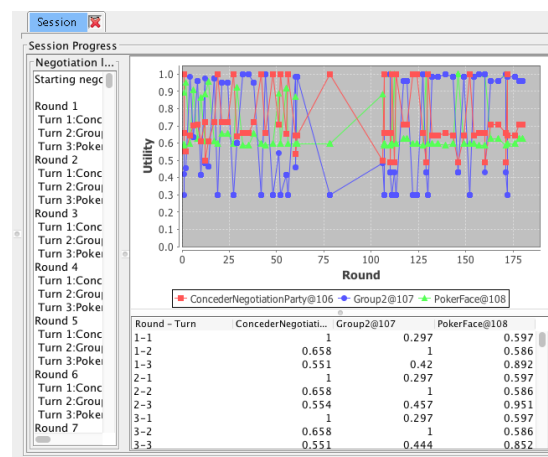 Session
Session Progress
Negotiation I...
Starting nego
Round 1
Turn 1:Conc
Turn 2:Grou
Turn 3:Poke
Round 2
Turn 1:Conc
Turn 2:Grou
Turn 3:Poke
Round 3
Turn 1:Conc
Turn 2:Grou
Turn 3:Poke
Round 4
Turn 1:Conc
Turn 2:Grou
Turn 3:Poke
Round 5
Turn 1:Conc
Turn 2:Grou
Turn 3:Poke
Round 6
Turn 1:Conc
Turn 2:Grou
Turn 3:Poke
Round 7
Utility
1.0
0.9
0.8
0.7
0.6
0.5
0.4
0.3
0.2
0.1
0.0
0 25 50 75 100 125 150 175
Round
ConcederNegotiationParty@106 Group2@107 PokerFace@108
Round - Turn ConcederNegotiati... Group2@107 PokerFace@108
1-1 1 0.297 0.597
1-2 0.658 1 0.586
1-3 0.551 0.42 0.892
2-1 1 0.297 0.597
2-2 0.658 1 0.586
2-3 0.554 0.457 0.951
3-1 1 0.297 0.597
3-2 0.658 1 0.586
3-3 0.551 0.444 0.852